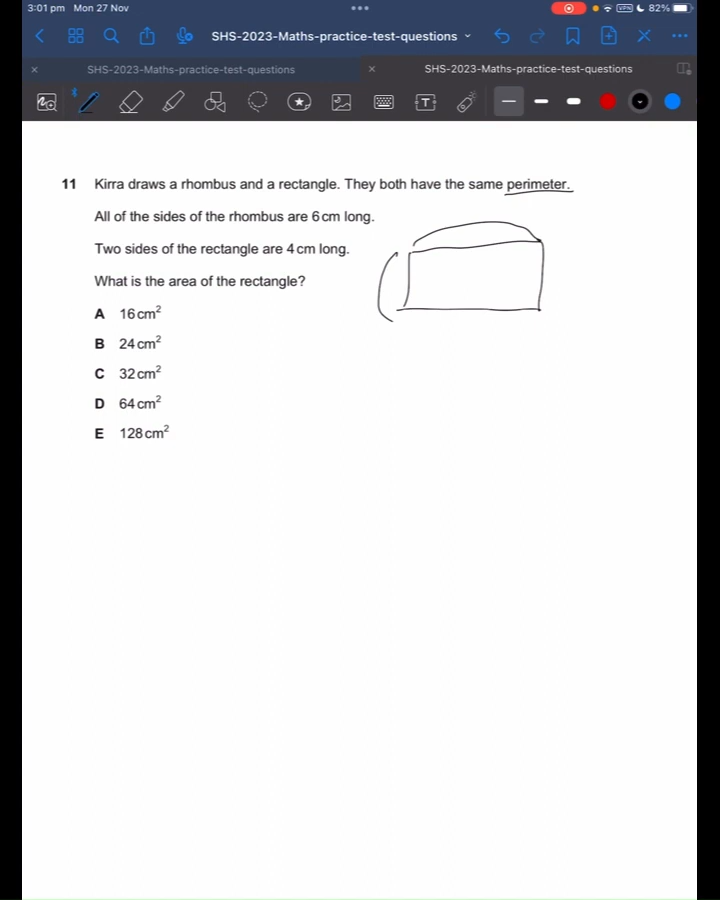 3:01 pm Mon 27 Nov
VPN 82%
SHS-2023-Maths-practice-test-questions
SHS-2023-Maths-practice-test-questions SHS-2023-Maths-practice-test-questions
11 Kirra draws a rhombus and a rectangle. They both have the same perimeter.
All of the sides of the rhombus are 6 cm long.
Two sides of the rectangle are 4 cm long.
What is the area of the rectangle?
A 16 cm²
B 24 cm²
C 32 cm²
D 64 cm²
E 128 cm²